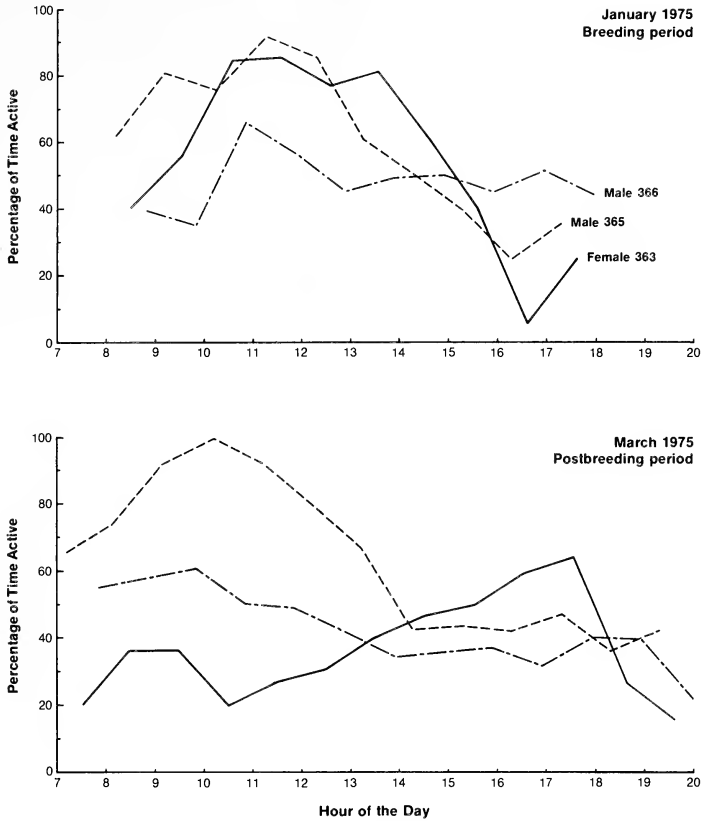 January 1975
Breeding period
Percentage of Time Active
100
80
60
40
20
0
Male 366
Male 365
Female 363
7 8 9 10 11 12 13 14 15 16 17 18 19 20
March 1975
Postbreeding period
Percentage of Time Active
100
80
60
40
20
0
7 8 9 10 11 12 13 14 15 16 17 18 19 20
Hour of the Day